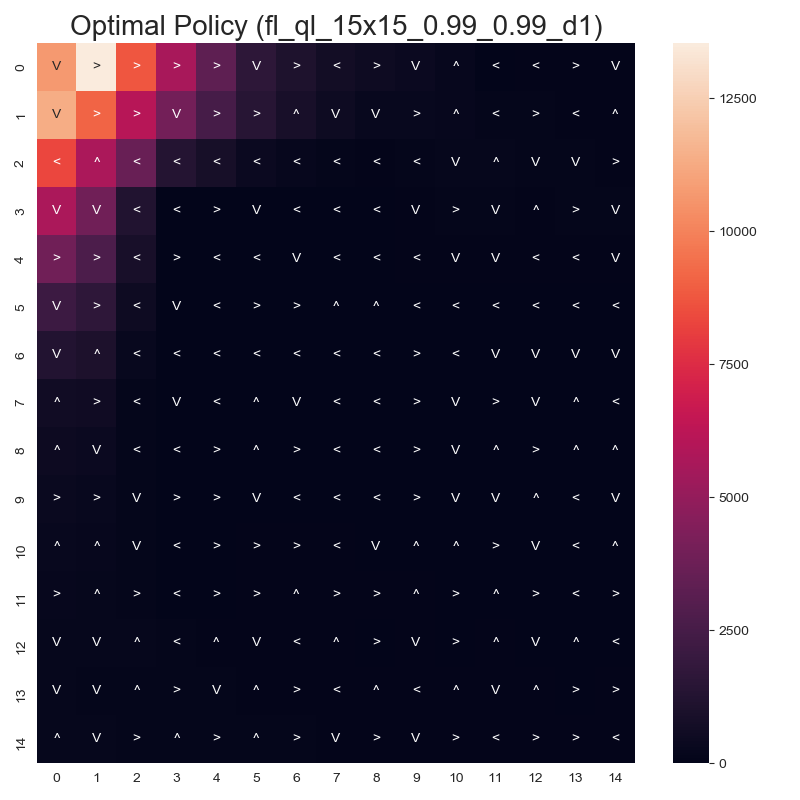 Optimal Policy (fl_ql_15x15_0.99_0.99_d1)
0 V > > > > V > < > V ^ < < > V
1 V > > V > > ^ V V > ^ < > < ^
2 < ^ < < < < < < < < V ^ V V >
3 V V < < > V < < < V > V ^ > V
4 > > < > < < V < < < V V < < V
5 V > < V < > > ^ ^ < < < < < <
6 V ^ < < < < < < < > < V V V V
7 ^ > < V < ^ V < < > V > V ^ <
8 ^ V < < > ^ > < < > V ^ > ^ ^
9 > > V > > V < < < > V V ^ < V
10 ^ ^ V < > > > < V ^ ^ > V < ^
11 > ^ > < > > ^ > > ^ > ^ > < >
12 V V ^ < ^ V < ^ > V > ^ V ^ <
13 V V ^ > V ^ > < ^ < ^ V ^ > >
14 ^ V > ^ > ^ > V > V > < > > <
0 1 2 3 4 5 6 7 8 9 10 11 12 13 14
12500
10000
7500
5000
2500
0